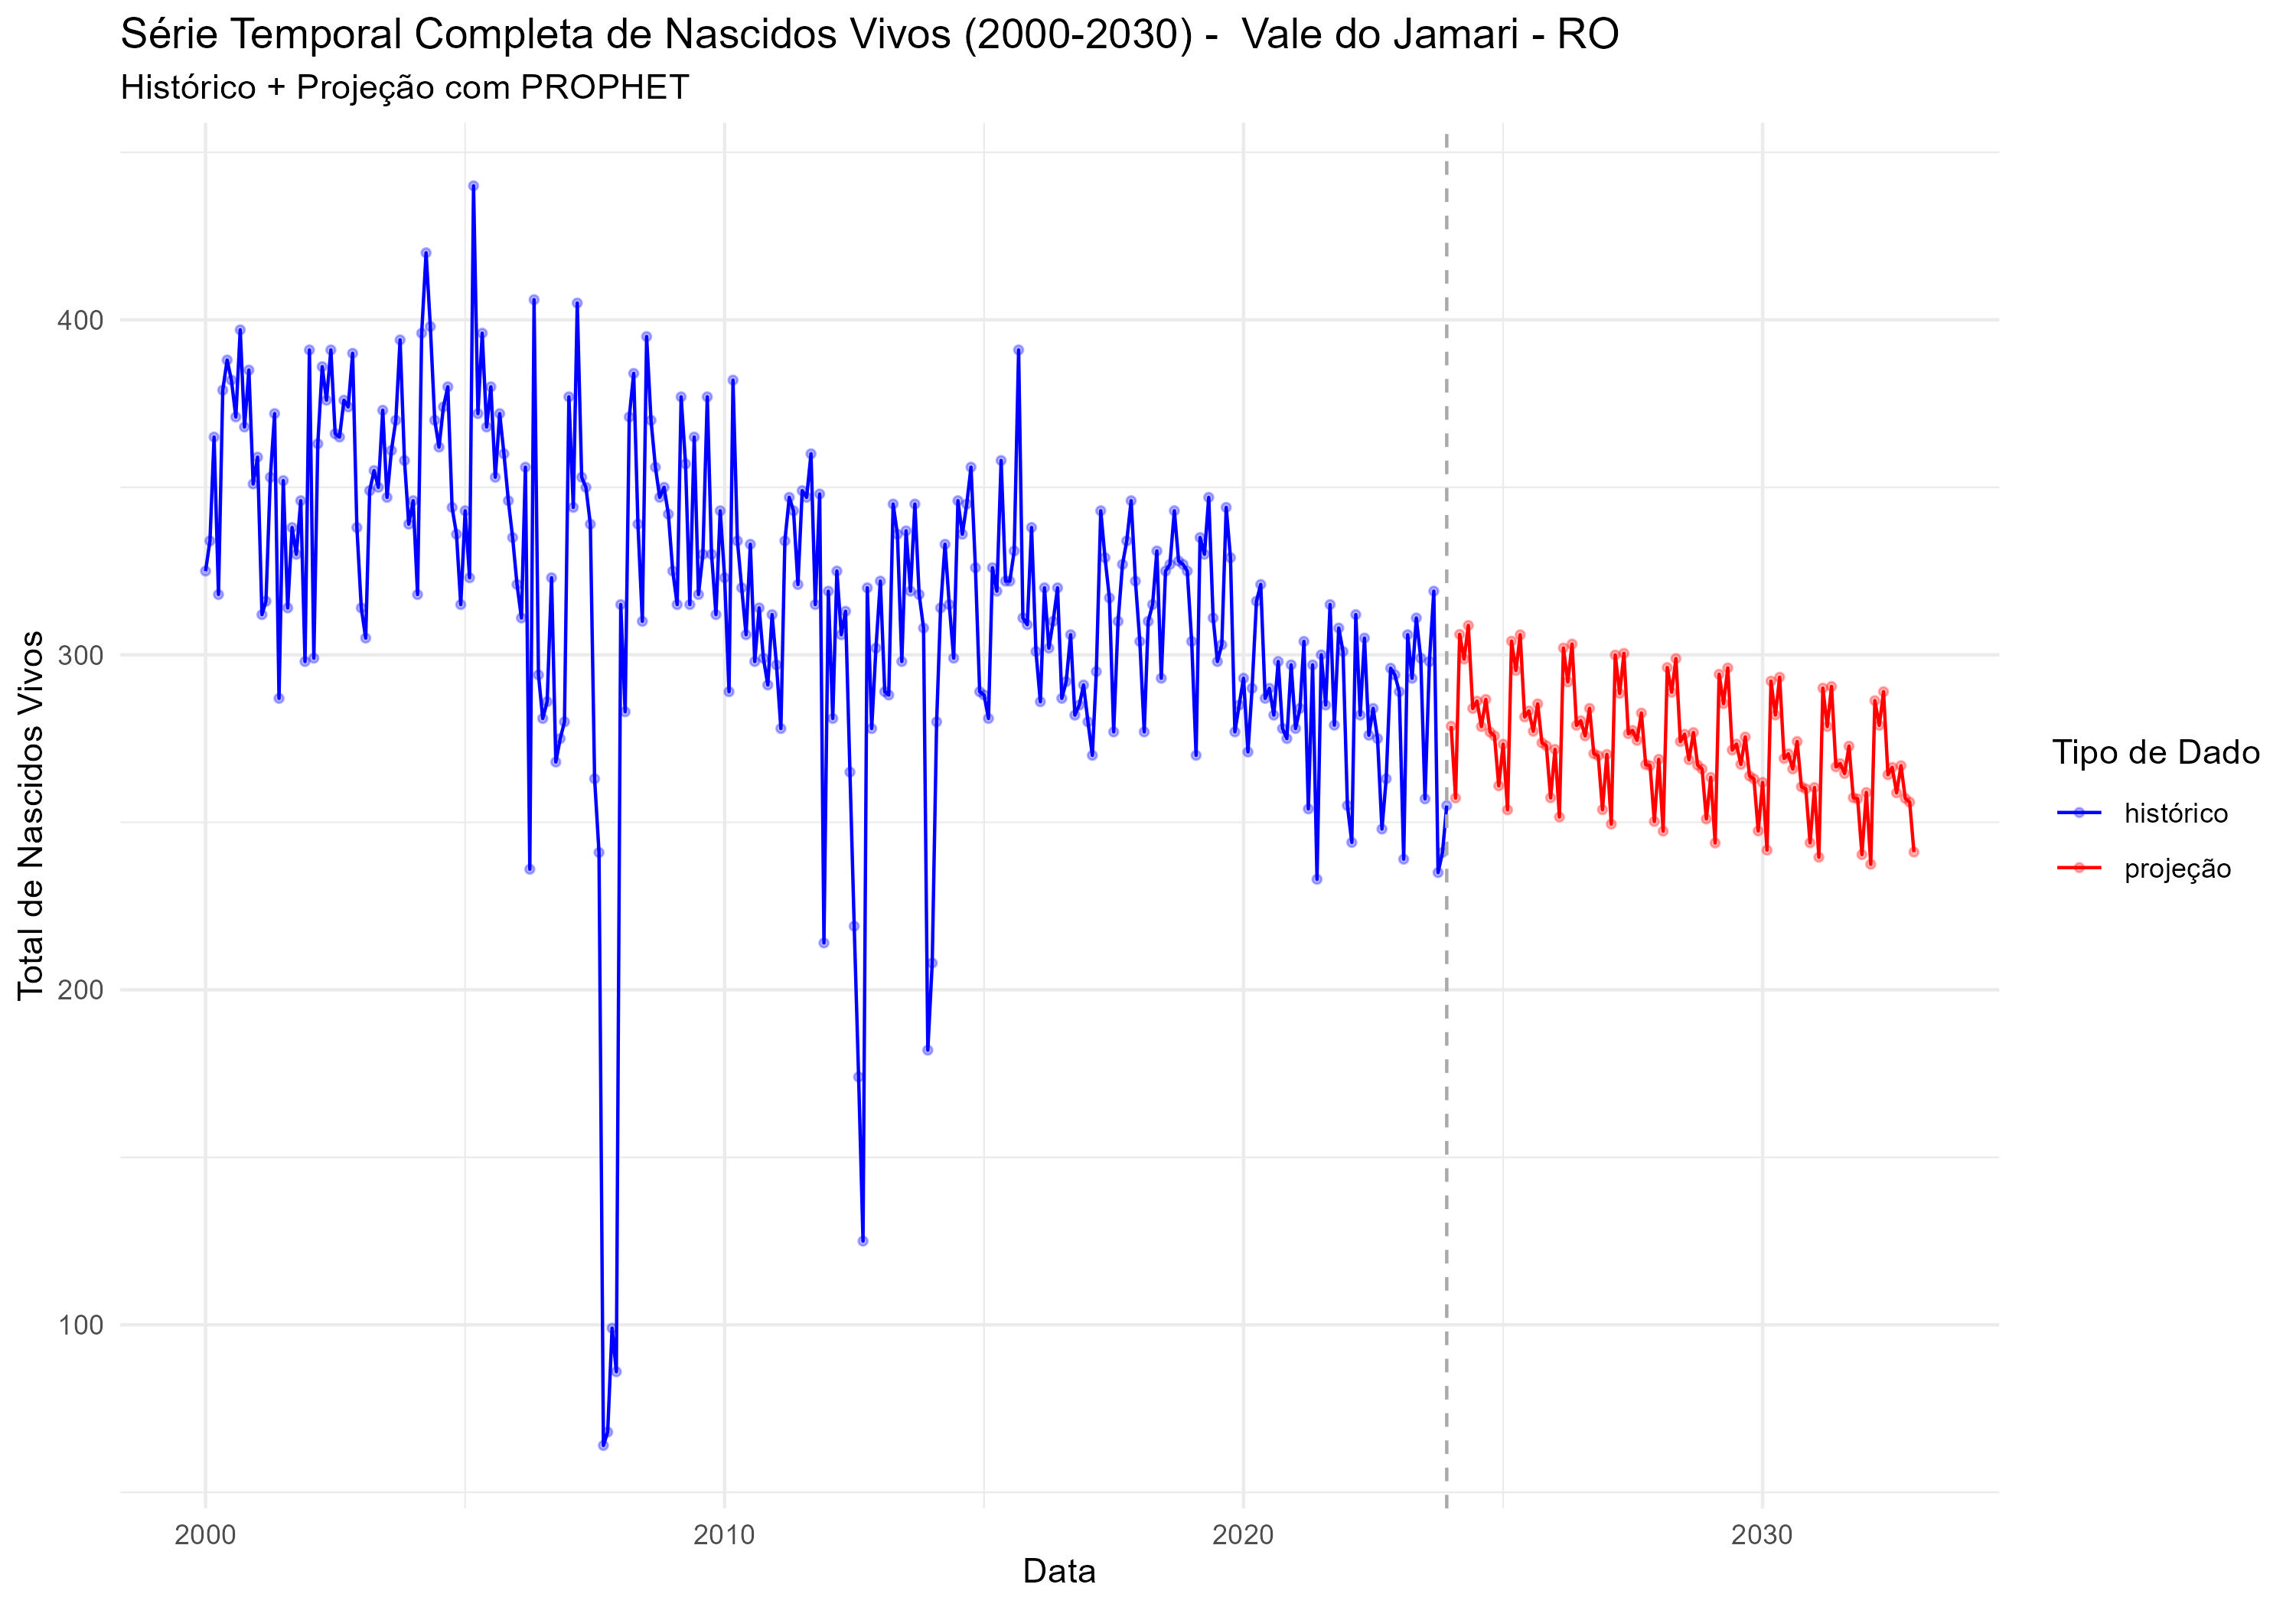 Série Temporal Completa de Nascidos Vivos (2000-2030) -  Vale do Jamari - RO
Histórico + Projeção com PROPHET
Total de Nascidos Vivos
400
300
200
100
2000
2010
2020
2030
Data
Tipo de Dado
histórico
projeção